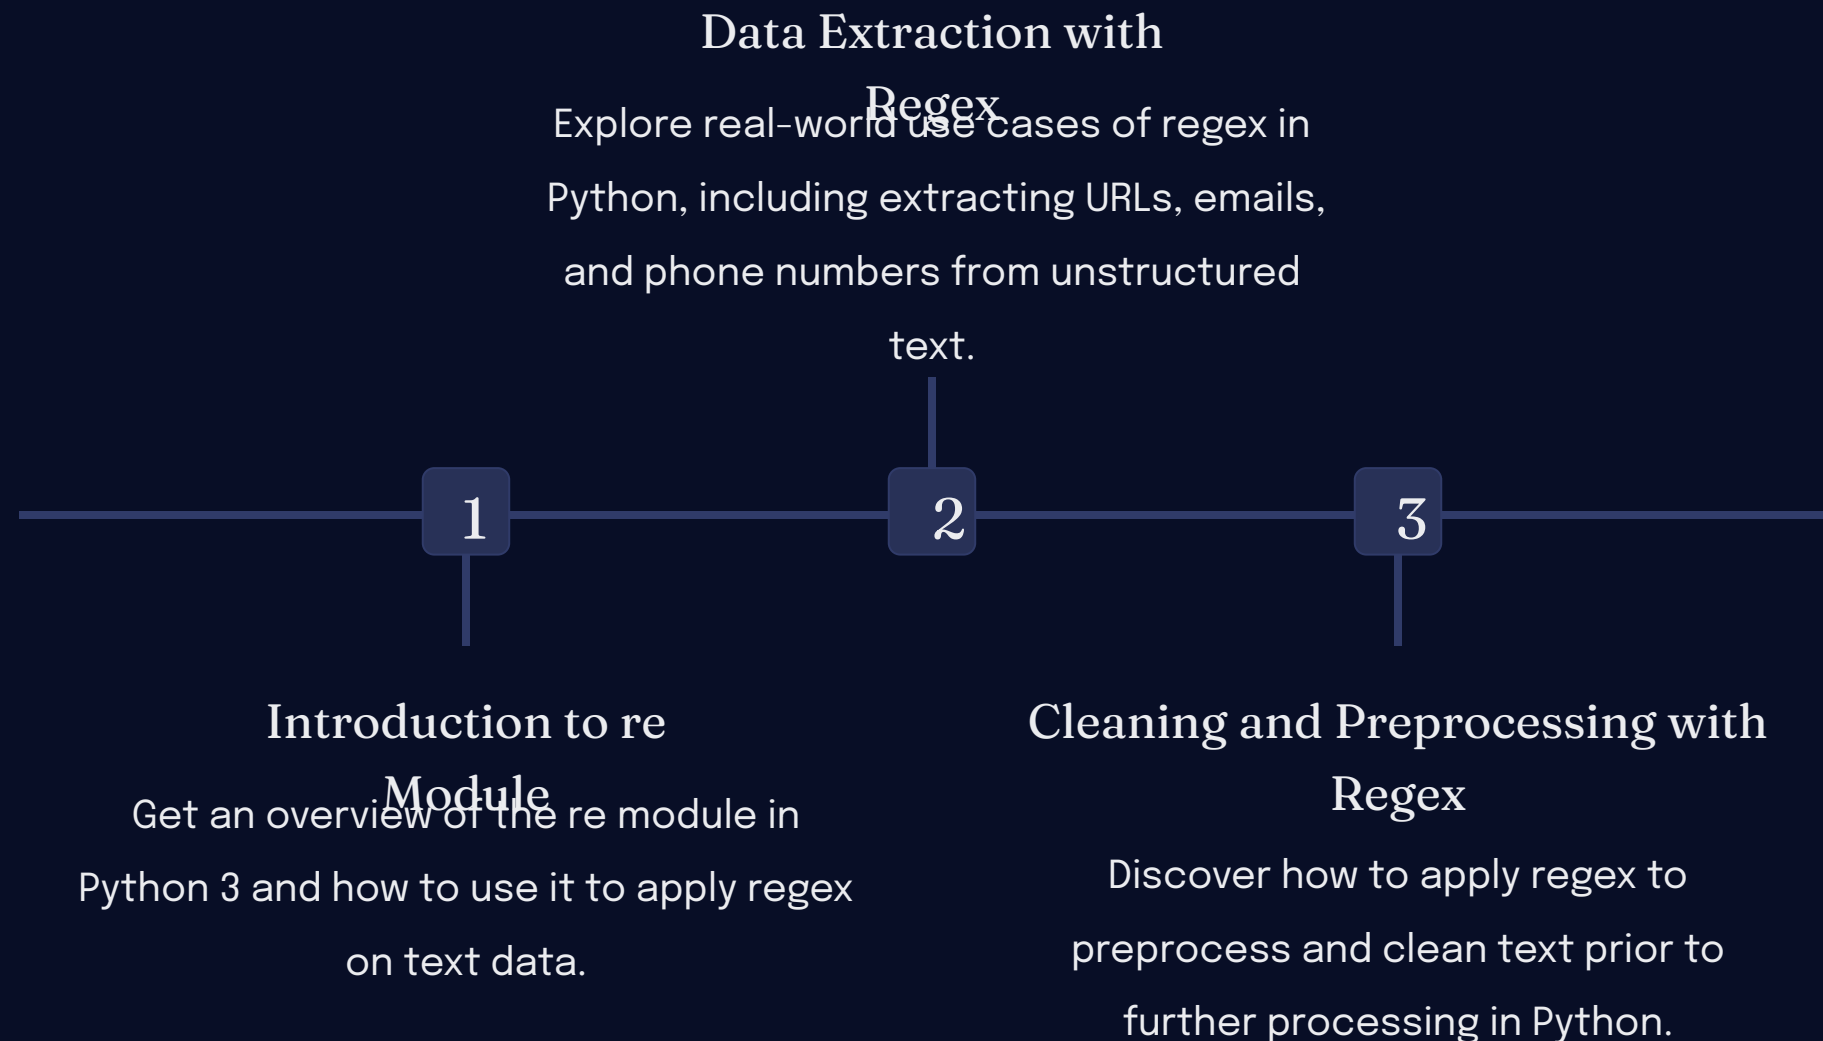 Data Extraction with
Regex
Explore real-world use cases of regex in
Python, including extracting URLs, emails,
and phone numbers from unstructured
text.
1
2
3
Introduction to re
Module
Get an overview of the re module in
Python 3 and how to use it to apply regex
on text data.
Cleaning and Preprocessing with
Regex
Discover how to apply regex to
preprocess and clean text prior to
further processing in Python.